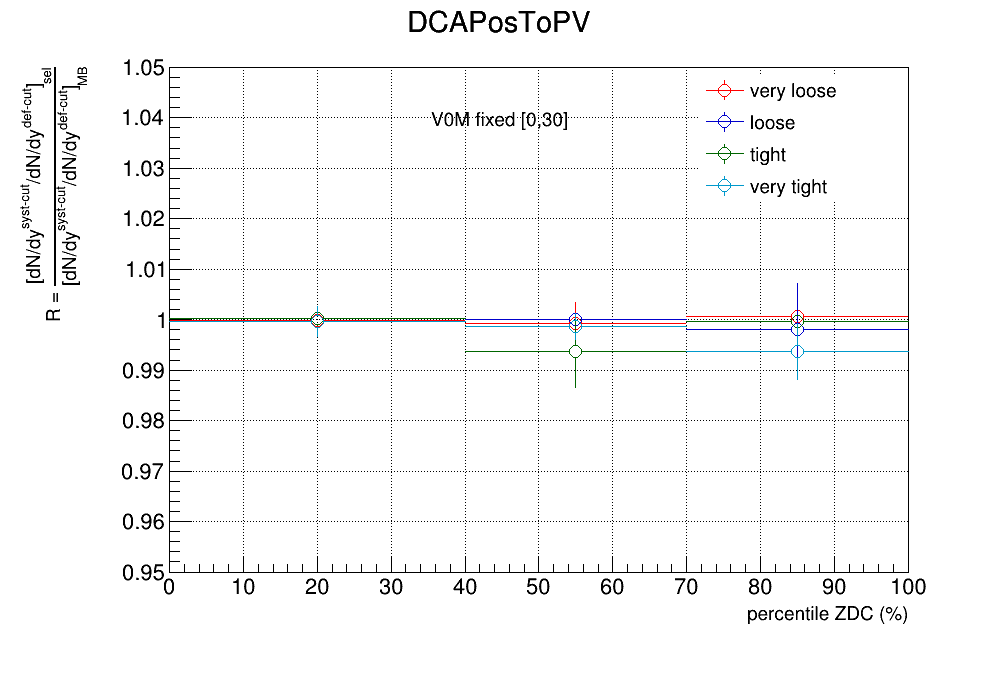 DCAPosToPV
R = [dN/dy^syst-cut/dN/dy^def-cut]_sel
[dN/dy^syst-cut/dN/dy^def-cut]_MB
1.05
1.04
1.03
1.02
1.01
1
0.99
0.98
0.97
0.96
0.95
V0M fixed [0,30]
very loose
loose
tight
very tight
0 10 20 30 40 50 60 70 80 90 100
percentile ZDC (%)